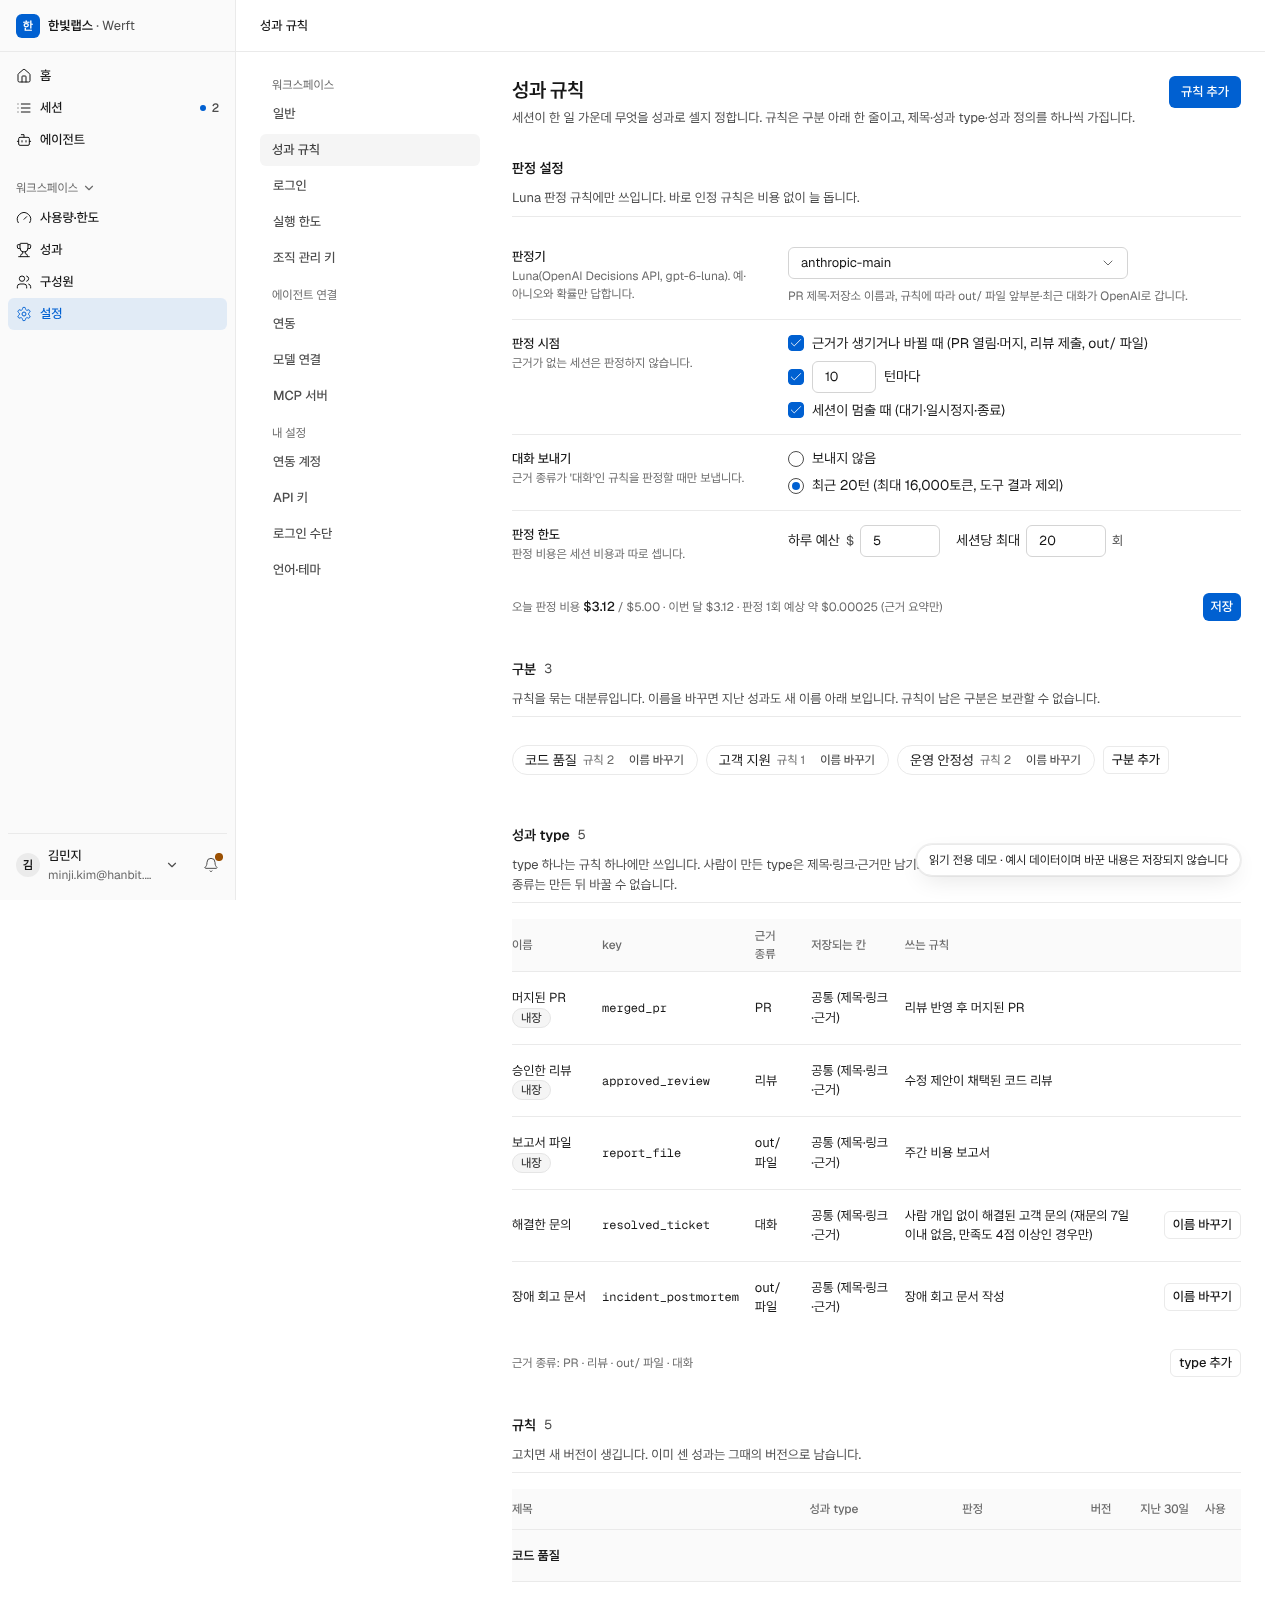 한 한빛랩스 · Werft
홈
세션 2
에이전트
워크스페이스
사용량·한도
성과
구성원
설정
김 김민지
minji.kim@hanbit....
성과 규칙
워크스페이스
일반
성과 규칙
로그인
실행 한도
조직 관리 키
에이전트 연결
연동
모델 연결
MCP 서버
내 설정
연동 계정
API 키
로그인 수단
언어·테마
성과 규칙
규칙 추가
세션이 한 일 가운데 무엇을 성과로 셀지 정합니다. 규칙은 구분 아래 한 줄이고, 제목·성과 type·성과 정의를 하나씩 가집니다.
판정 설정
Luna 판정 규칙에만 쓰입니다. 바로 인정 규칙은 비용 없이 늘 돕니다.
판정기
Luna(OpenAI Decisions API, gpt-6-luna). 예·
아니오와 확률만 답합니다.
anthropic-main
PR 제목·저장소 이름과, 규칙에 따라 out/ 파일 앞부분·최근 대화가 OpenAI로 갑니다.
판정 시점
근거가 없는 세션은 판정하지 않습니다.
근거가 생기거나 바뀔 때 (PR 열림·머지, 리뷰 제출, out/ 파일)
10 턴마다
세션이 멈출 때 (대기·일시정지·종료)
대화 보내기
근거 종류가 '대화'인 규칙을 판정할 때만 보냅니다.
보내지 않음
최근 20턴 (최대 16,000토큰, 도구 결과 제외)
판정 한도
판정 비용은 세션 비용과 따로 셉니다.
하루 예산 $ 5 세션당 최대 20 회
오늘 판정 비용 $3.12 / $5.00 · 이번 달 $3.12 · 판정 1회 예상 약 $0.00025 (근거 요약만)
저장
구분 3
규칙을 묶는 대분류입니다. 이름을 바꾸면 지난 성과도 새 이름 아래 보입니다. 규칙이 남은 구분은 보관할 수 없습니다.
코드 품질 규칙 2 이름 바꾸기 고객 지원 규칙 1 이름 바꾸기 운영 안정성 규칙 2 이름 바꾸기 구분 추가
성과 type 5
type 하나는 규칙 하나에만 쓰입니다. 사람이 만든 type은 제목·링크·근거만 남기.
종류는 만든 뒤 바꿀 수 없습니다.
읽기 전용 데모 · 예시 데이터이며 바꾼 내용은 저장되지 않습니다
이름 key 근거 종류 저장되는 칸 쓰는 규칙
머지된 PR 내장 merged_pr PR 공통 (제목·링크·근거) 리뷰 반영 후 머지된 PR
승인한 리뷰 내장 approved_review 리뷰 공통 (제목·링크·근거) 수정 제안이 채택된 코드 리뷰
보고서 파일 내장 report_file out/ 파일 공통 (제목·링크·근거) 주간 비용 보고서
해결한 문의 resolved_ticket 대화 공통 (제목·링크·근거) 사람 개입 없이 해결된 고객 문의 (재문의 7일 이내 없음, 만족도 4점 이상인 경우만) 이름 바꾸기
장애 회고 문서 incident_postmortem out/ 파일 공통 (제목·링크·근거) 장애 회고 문서 작성 이름 바꾸기
근거 종류: PR · 리뷰 · out/ 파일 · 대화
type 추가
규칙 5
고치면 새 버전이 생깁니다. 이미 센 성과는 그때의 버전으로 남습니다.
제목 성과 type 판정 버전 지난 30일 사용
코드 품질